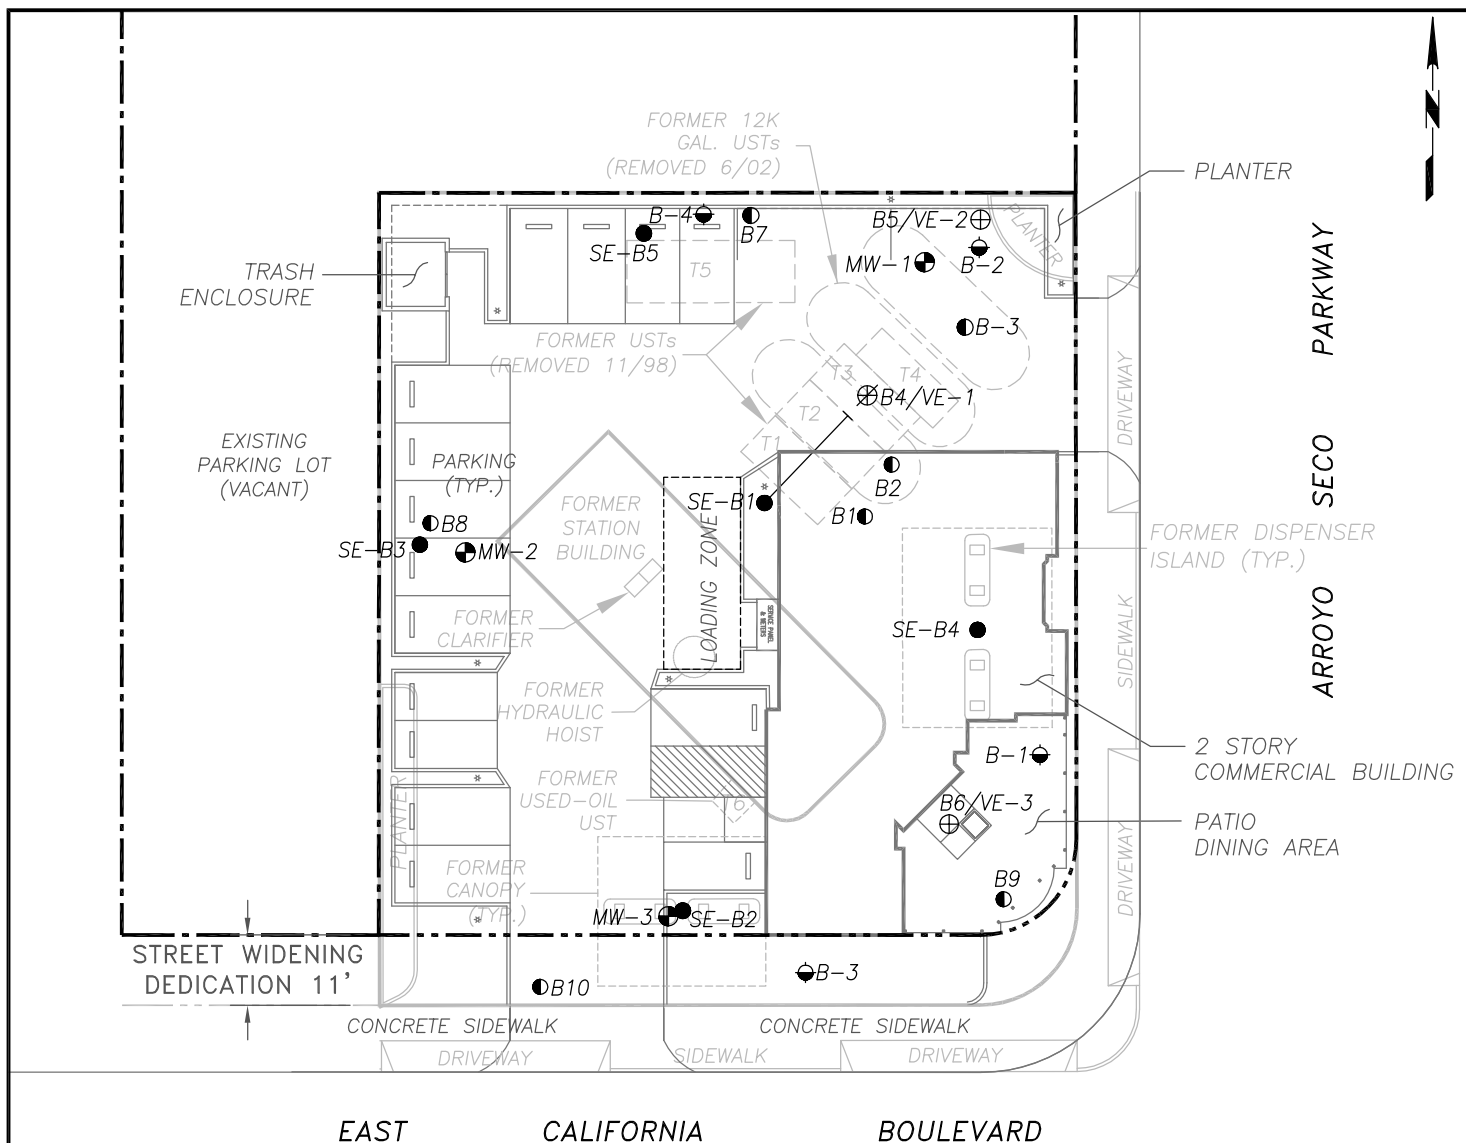 FORMER 12K
GAL. USTs
(REMOVED 6/02)
N
PLANTER
B-4
B7
B5/VE-2
PLANTER
SE-B5
MW-1
B-2
TRASH
ENCLOSURE
T5
B-3
FORMER USTs
(REMOVED 11/98)
T3
T4
B4/VE-1
T2
T1
DRIVEWAY
ARROYO SECO PARKWAY
EXISTING
PARKING LOT
(VACANT)
PARKING
(TYP.)
B2
SE-B1
B1
FORMER
STATION
BUILDING
B8
SE-B3
MW-2
LOADING ZONE
FORMER DISPENSER
ISLAND (TYP.)
FORMER
CLARIFIER
SERVICE PANEL
& METERS
SE-B4
SIDEWALK
FORMER
HYDRAULIC
HOIST
B-1
2 STORY
COMMERCIAL BUILDING
FORMER
USED-OIL
UST
T6
B6/VE-3
PATIO
DINING AREA
PLANTER
FORMER
CANOPY
(TYP.)
DRIVEWAY
B9
MW-3
SE-B2
STREET WIDENING
DEDICATION 11'
B-3
B10
CONCRETE SIDEWALK
CONCRETE SIDEWALK
DRIVEWAY
SIDEWALK
DRIVEWAY
EAST CALIFORNIA BOULEVARD